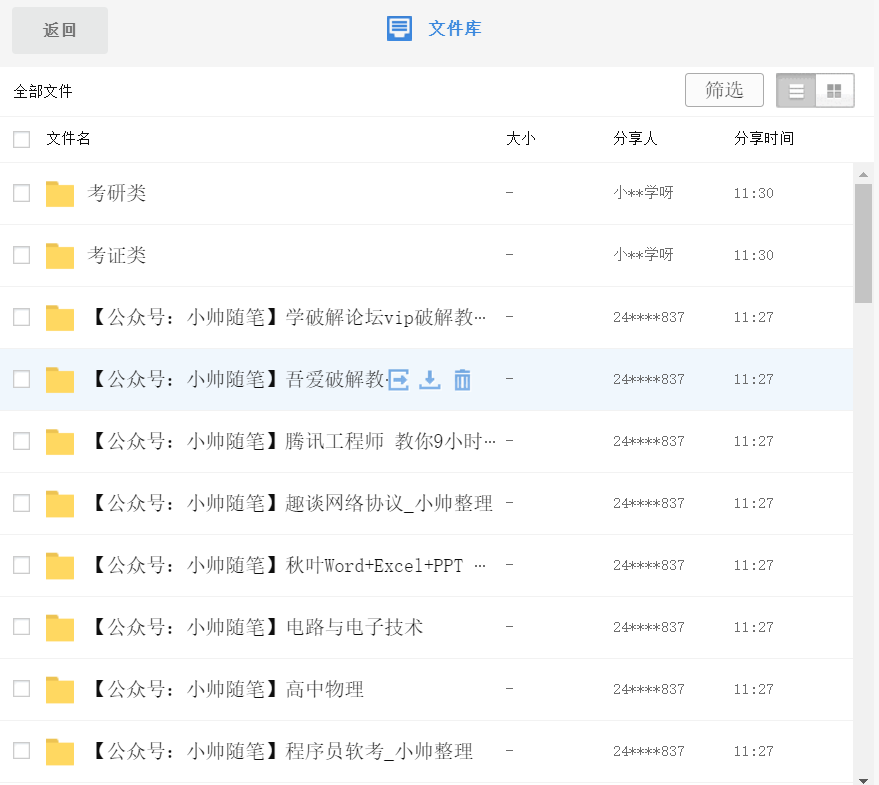 返回
文件库
全部文件 筛选
文件名 大小 分享人 分享时间
考研类 - 小**学呀 11:30
考证类 - 小**学呀 11:30
【公众号：小帅随笔】学破解论坛vip破解教… - 24****837 11:27
【公众号：小帅随笔】吾爱破解教 - 24****837 11:27
【公众号：小帅随笔】腾讯工程师 教你9小时… - 24****837 11:27
【公众号：小帅随笔】趣谈网络协议_小帅整理 - 24****837 11:27
【公众号：小帅随笔】秋叶Word+Excel+PPT … - 24****837 11:27
【公众号：小帅随笔】电路与电子技术 - 24****837 11:27
【公众号：小帅随笔】高中物理 - 24****837 11:27
【公众号：小帅随笔】程序员软考_小帅整理 - 24****837 11:27